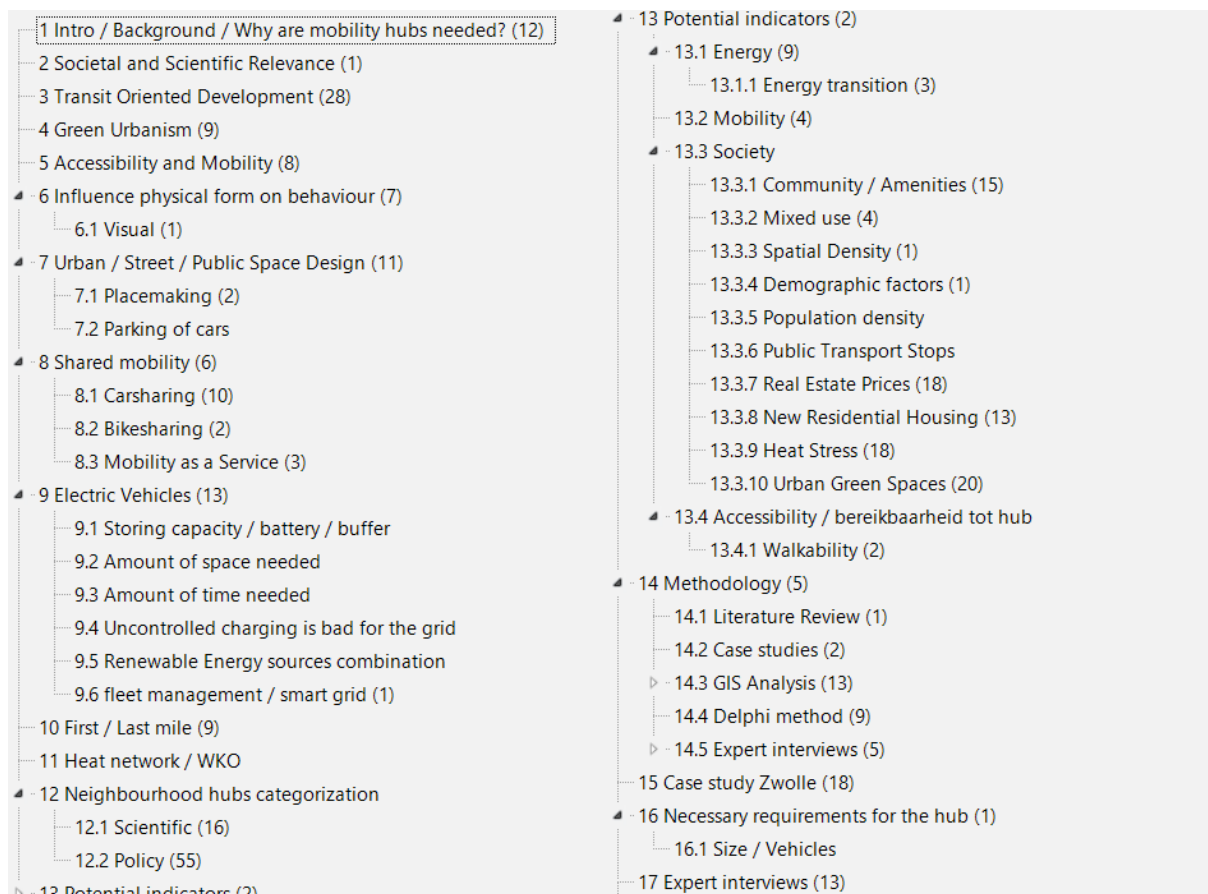 1 Intro / Background / Why are mobility hubs needed? (12)
2 Societal and Scientific Relevance (1)
3 Transit Oriented Development (28)
4 Green Urbanism (9)
5 Accessibility and Mobility (8)
6 Influence physical form on behaviour (7)
6.1 Visual (1)
7 Urban / Street / Public Space Design (11)
7.1 Placemaking (2)
7.2 Parking of cars
8 Shared mobility (6)
8.1 Carsharing (10)
8.2 Bikesharing (2)
8.3 Mobility as a Service (3)
9 Electric Vehicles (13)
9.1 Storing capacity / battery / buffer
9.2 Amount of space needed
9.3 Amount of time needed
9.4 Uncontrolled charging is bad for the grid
9.5 Renewable Energy sources combination
9.6 fleet management / smart grid (1)
10 First / Last mile (9)
11 Heat network / WKO
12 Neighbourhood hubs categorization
12.1 Scientific (16)
12.2 Policy (55)
13 Potential indicators (2)
13 Potential indicators (2)
13.1 Energy (9)
13.1.1 Energy transition (3)
13.2 Mobility (4)
13.3 Society
13.3.1 Community / Amenities (15)
13.3.2 Mixed use (4)
13.3.3 Spatial Density (1)
13.3.4 Demographic factors (1)
13.3.5 Population density
13.3.6 Public Transport Stops
13.3.7 Real Estate Prices (18)
13.3.8 New Residential Housing (13)
13.3.9 Heat Stress (18)
13.3.10 Urban Green Spaces (20)
13.4 Accessibility / bereikbaarheid tot hub
13.4.1 Walkability (2)
14 Methodology (5)
14.1 Literature Review (1)
14.2 Case studies (2)
14.3 GIS Analysis (13)
14.4 Delphi method (9)
14.5 Expert interviews (5)
15 Case study Zwolle (18)
16 Necessary requirements for the hub (1)
16.1 Size / Vehicles
17 Expert interviews (13)